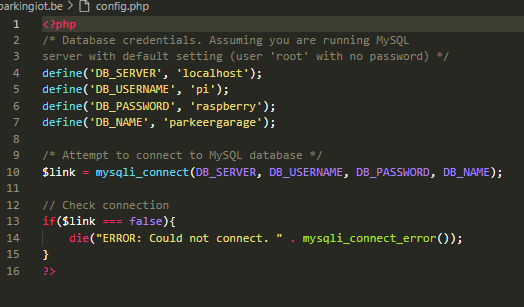 parkingiot.be > config.php
1 <?php
2 /* Database credentials. Assuming you are running MySQL
3 server with default setting (user 'root' with no password) */
4 define('DB_SERVER', 'localhost');
5 define('DB_USERNAME', 'pi');
6 define('DB_PASSWORD', 'raspberry');
7 define('DB_NAME', 'parkeergarage');
8
9 /* Attempt to connect to MySQL database */
10 $link = mysqli_connect(DB_SERVER, DB_USERNAME, DB_PASSWORD, DB_NAME);
11
12 // Check connection
13 if($link === false){
14     die("ERROR: Could not connect. " . mysqli_connect_error());
15 }
16 ?>